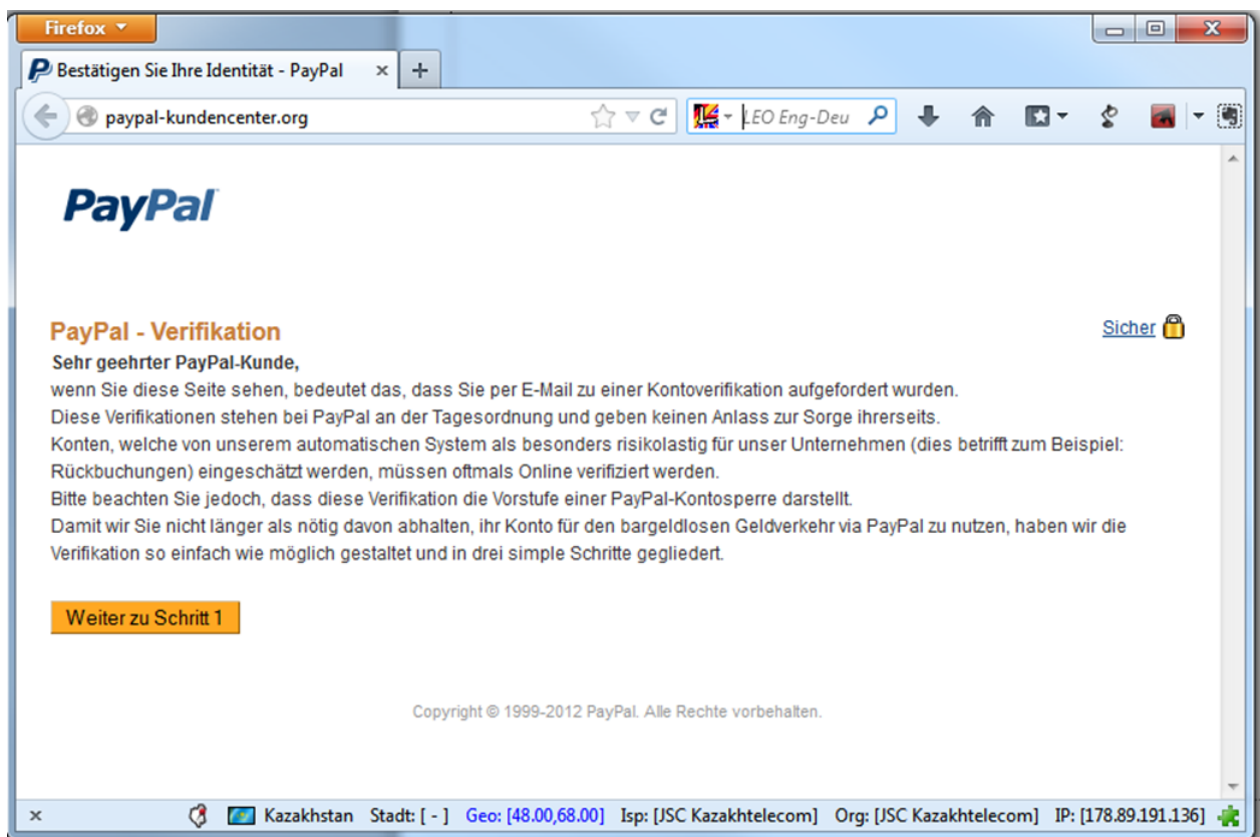 Firefox
Bestätigen Sie Ihre Identität - PayPal
paypal-kundencenter.org
LEO Eng-Deu
PayPal
Sicher
PayPal - Verifikation
Sehr geehrter PayPal-Kunde,
wenn Sie diese Seite sehen, bedeutet das, dass Sie per E-Mail zu einer Kontoverifikation aufgefordert wurden.
Diese Verifikationen stehen bei PayPal an der Tagesordnung und geben keinen Anlass zur Sorge ihrerseits.
Konten, welche von unserem automatischen System als besonders risikolastig für unser Unternehmen (dies betrifft zum Beispiel:
Rückbuchungen) eingeschätzt werden, müssen oftmals Online verifiziert werden.
Bitte beachten Sie jedoch, dass diese Verifikation die Vorstufe einer PayPal-Kontosperre darstellt.
Damit wir Sie nicht länger als nötig davon abhalten, ihr Konto für den bargeldlosen Geldverkehr via PayPal zu nutzen, haben wir die
Verifikation so einfach wie möglich gestaltet und in drei simple Schritte gegliedert.
Weiter zu Schritt 1
Copyright © 1999-2012 PayPal. Alle Rechte vorbehalten.
Kazakhstan Stadt: [ - ] Geo: [48.00,68.00] Isp: [JSC Kazakhtelecom] Org: [JSC Kazakhtelecom] IP: [178.89.191.136]